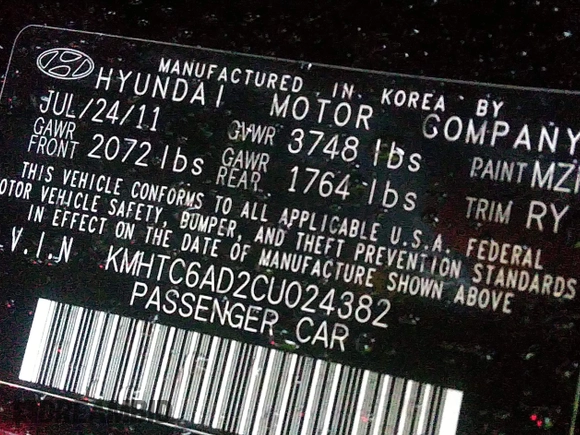 MANUFACTURED IN KOREA BY
HYUNDAI MOTOR COMPANY
JUL/24/11 GVWR 3748 lbs PAINT
GAWR FRONT 2072 lbs GAWR REAR 1764 lbs TRIM RY
THIS VEHICLE CONFORMS TO ALL APPLICABLE U.S.A. FEDERAL
MOTOR VEHICLE SAFETY, BUMPER, AND THEFT PREVENTION STANDARDS
IN EFFECT ON THE DATE OF MANUFACTURE SHOWN ABOVE
V.I.N KMHTC6AD2CU024382
PASSENGER CAR